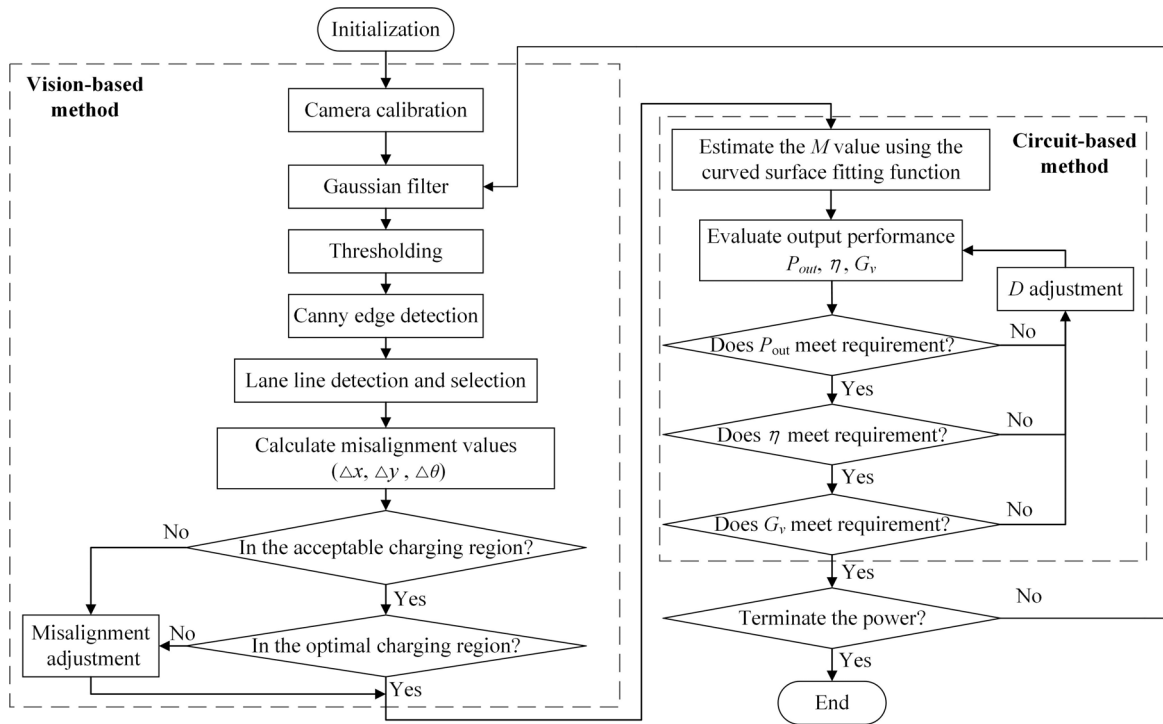 Initialization
Vision-based
method
Camera calibration
Gaussian filter
Thresholding
Canny edge detection
Lane line detection and selection
Calculate misalignment values
(△x, △y , △θ)
In the acceptable charging region?
No
Yes
In the optimal charging region?
No
Yes
Misalignment
adjustment
Circuit-based
method
Estimate the M value using the
curved surface fitting function
Evaluate output performance
Pout, η , Gv
D adjustment
Does Pout meet requirement?
No
Yes
Does η meet requirement?
No
Yes
Does Gv meet requirement?
No
Yes
Terminate the power?
No
Yes
End